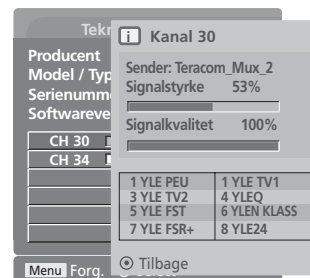 Tekn
Kanal 30
Producent
Model / Typ
Serienumm
Softwareve
Sender: Teracom_Mux_2
Signalstyrke 53%
Signalkvalitet 100%
CH 30
CH 34
1 YLE PEU 1 YLE TV1
3 YLE TV2 4 YLEQ
5 YLE FST 6 YLEN KLASS
7 YLE FSR+ 8 YLE24
Tilbage
Menu Forg.